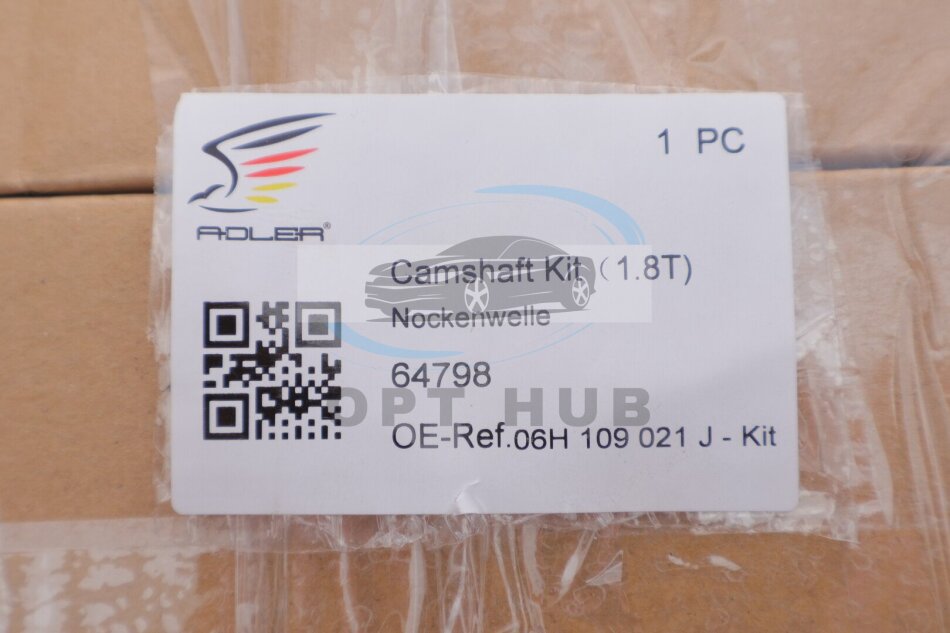 1 PC
ADLER®
Camshaft Kit (1.8T)
Nockenwelle
64798
OPT HUB
OE-Ref.06H 109 021 J - Kit